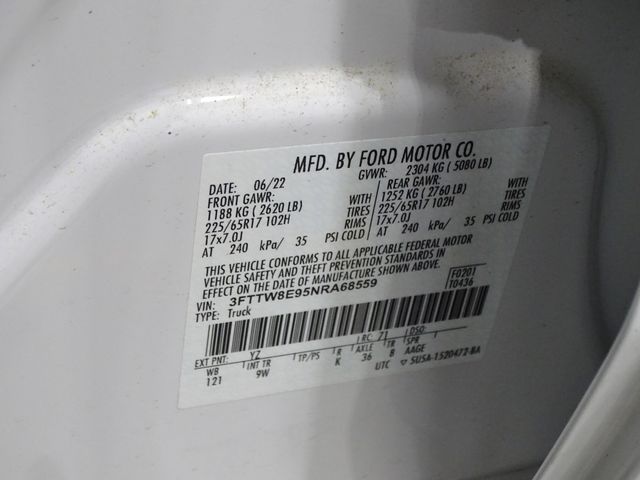 MFD. BY FORD MOTOR CO.
DATE: 06/22 GVWR: 2304 KG ( 5080 LB)
FRONT GAWR: REAR GAWR:
1188 KG ( 2620 LB) WITH 1252 KG ( 2760 LB) WITH
225/65R17 102H TIRES 225/65R17 102H TIRES
17x7.0J RIMS 17x7.0J RIMS
AT 240 kPa/ 35 PSI COLD AT 240 kPa/ 35 PSI COLD
THIS VEHICLE CONFORMS TO ALL APPLICABLE FEDERAL MOTOR
VEHICLE SAFETY AND THEFT PREVENTION STANDARDS IN
EFFECT ON THE DATE OF MANUFACTURE SHOWN ABOVE.
VIN: 3FTTW8E95NRA68559 F0201
TYPE: Truck T0436
EXT PNT: YZ RC: 71 DSO:
WB INT TR TP/PS R AXLE TR SPR
121 9W K 36 8 AAGE
UTC ▽ 5U5A-1520472-BA